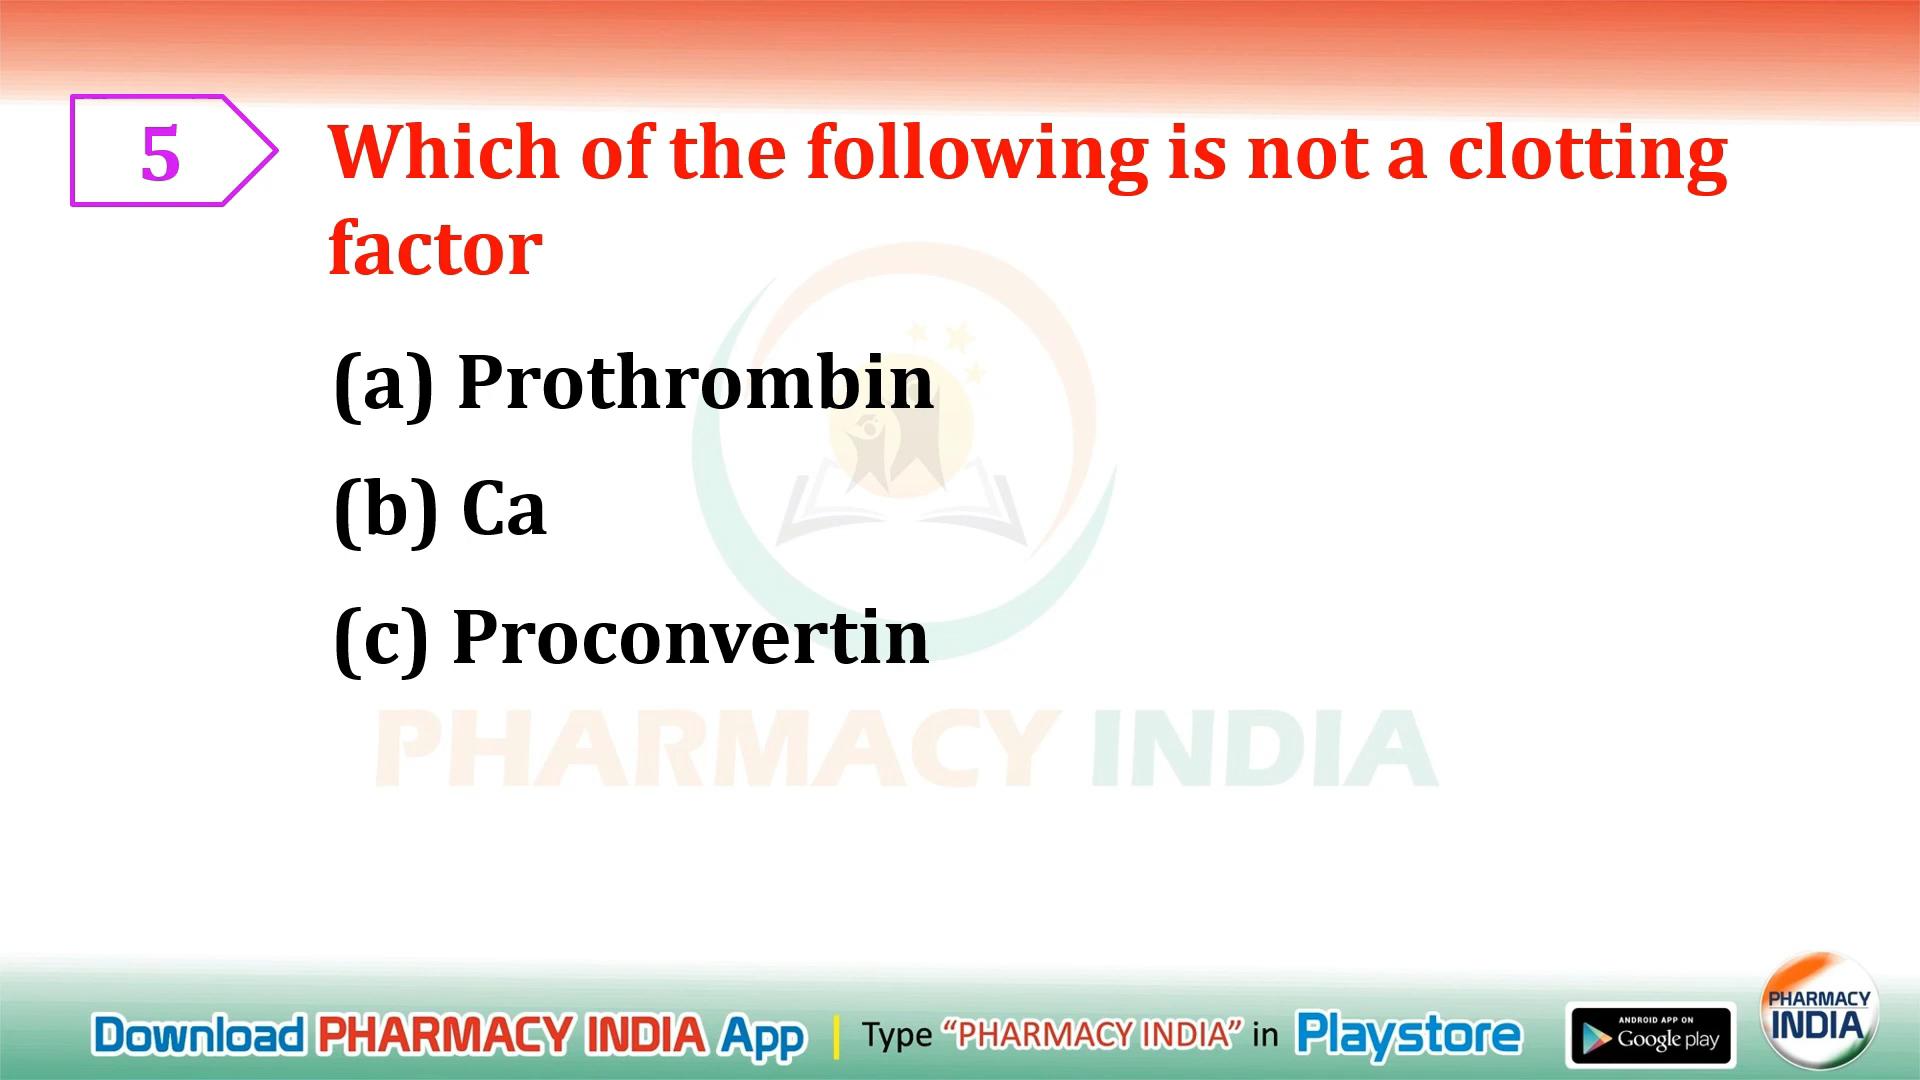 5
Which of the following is not a clotting
factor
(a) Prothrombin
(b) Ca
(c) Proconvertin
PHARMACY INDIA
Download PHARMACY INDIA App | Type “PHARMACY INDIA” in Playstore
ANDROID APP ON
Google play
PHARMACY
INDIA